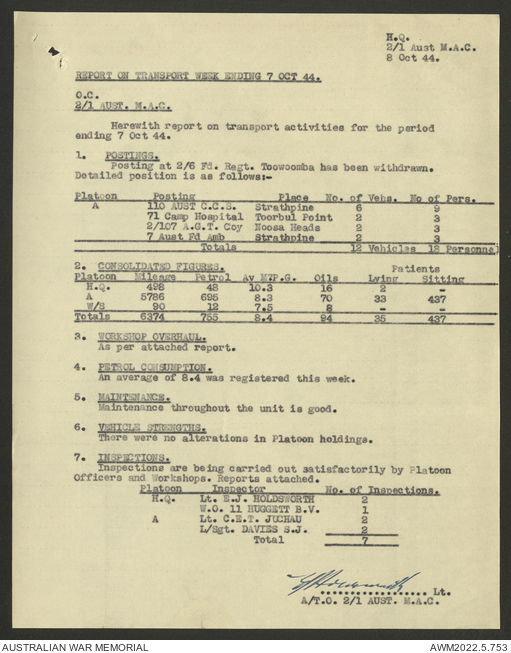 H.Q.
2/1 Aust M.A.C.
8 Oct 44.
REPORT ON TRANSPORT WEEK ENDING 7 OCT 44.
O.C.
2/1 AUST. M.A.C.
Herewith report on transport activities for the period
ending 7 Oct 44.
1. POSTINGS.
Posting at 2/6 Fd. Regt. Toowoomba has been withdrawn.
Detailed position is as follows:-
Platoon Posting Place No. of Vehs. No of Pers.
A 110 AUST C.C.S. Strathpine 6 9
71 Camp Hospital Toorbul Point 2 3
2/107 A.G.T. Coy Noosa Heads 2 3
7 Aust Fd Amb Strathpine 2 3
Totals 12 Vehicles 18 Personnel
2. CONSOLIDATED FIGURES. Patients
Platoon Mileage Petrol Av M.P.G. Oils Lying Sitting
H.Q. 498 48 10.3 16 2 -
A 5786 695 8.3 70 33 437
W/S 90 12 7.5 8 - -
Totals 6374 755 8.4 94 35 437
3. WORKSHOP OVERHAUL.
As per attached report.
4. PETROL CONSUMPTION.
An average of 8.4 was registered this week.
5. MAINTENANCE.
Maintenance throughout the unit is good.
6. VEHICLE STRENGTHS.
There were no alterations in Platoon holdings.
7. INSPECTIONS.
Inspections are being carried out satisfactorily by Platoon
Officers and Workshops. Reports attached.
Platoon Inspector No. of Inspections.
H.Q. Lt. E.J. HOLDSWORTH 2
W.O. 11 HUGGETT B.V. 1
A Lt. C.E.T. JUCHAU 2
L/Sgt. DAVIES S.J. 2
Total 7
EJ Holdsworth
.................. Lt.
A/T.O. 2/1 AUST. M.A.C.
AUSTRALIAN WAR MEMORIAL
AWM2022.5.753